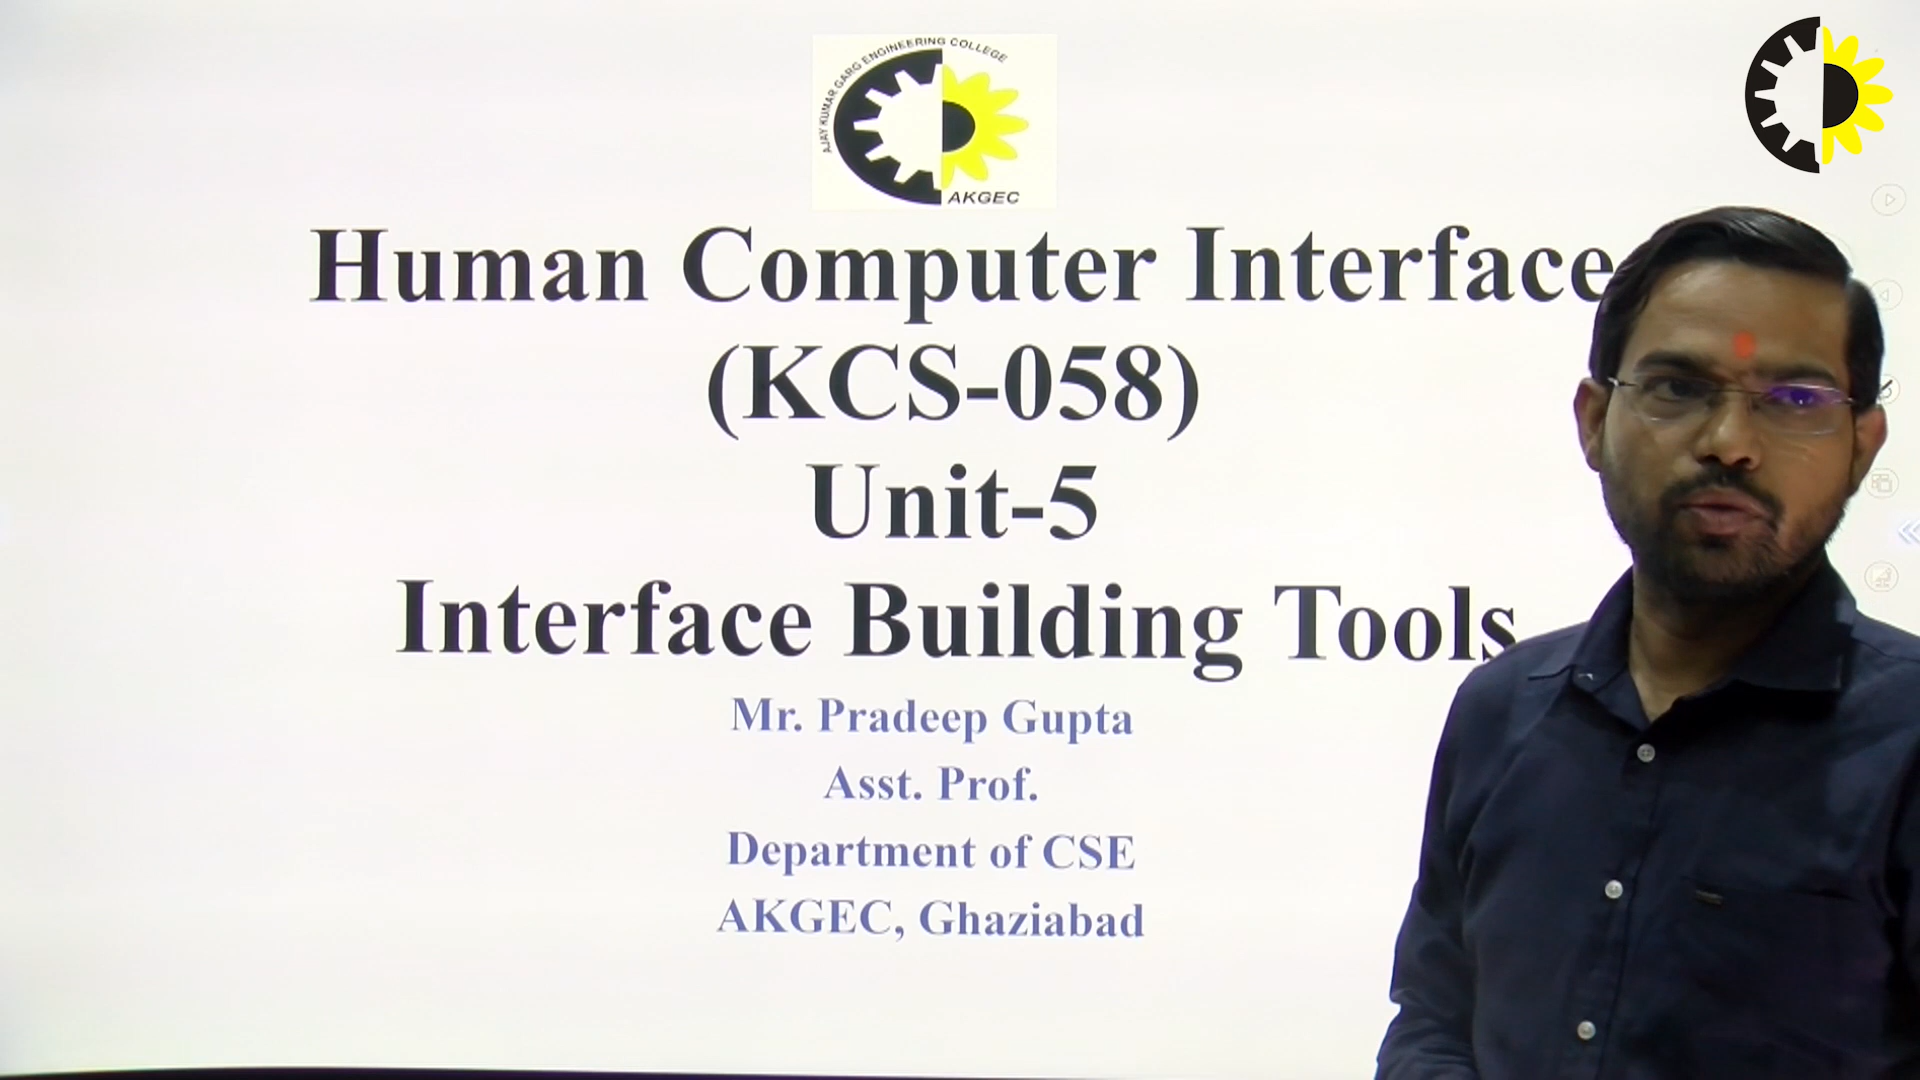 AJAY KUMAR GARG ENGINEERING COLLEGE
AKGEC
Human Computer Interface
(KCS-058)
Unit-5
Interface Building Tools
Mr. Pradeep Gupta
Asst. Prof.
Department of CSE
AKGEC, Ghaziabad